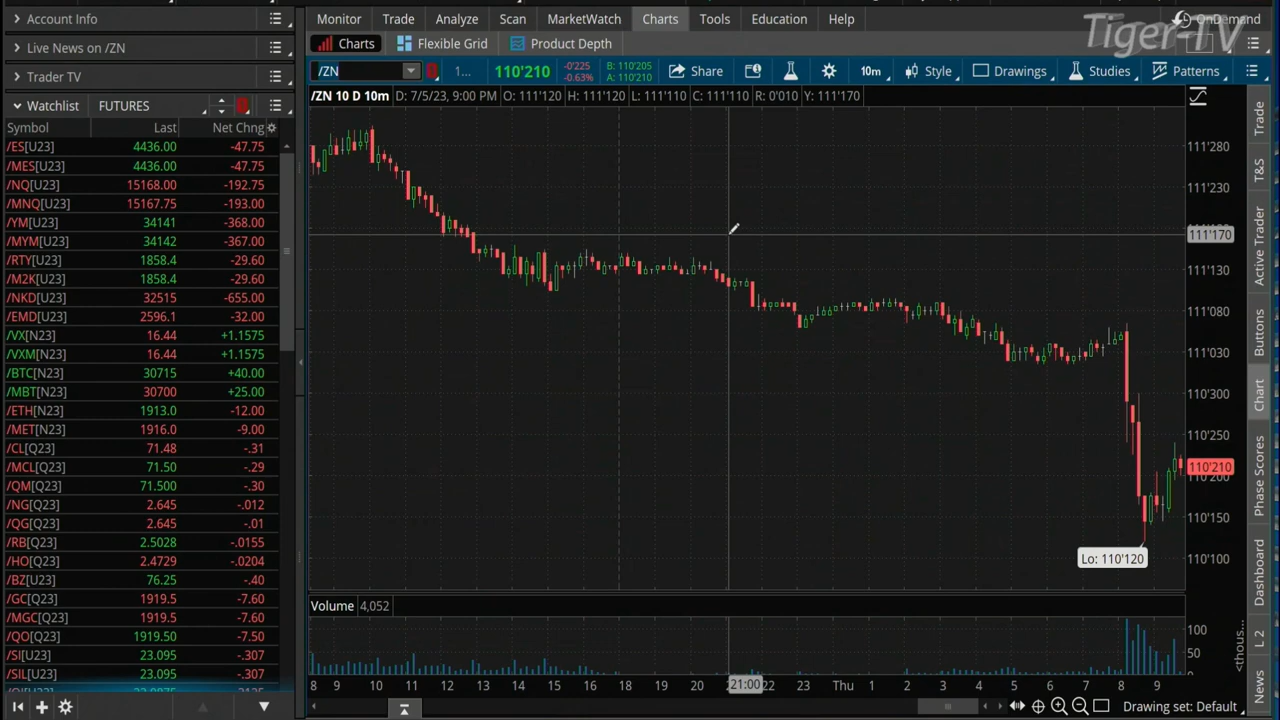 Account Info
Live News on /ZN
Trader TV
Watchlist FUTURES
Symbol Last Net Chng
/ES[U23] 4436.00 -47.75
/MES[U23] 4436.00 -47.75
/NQ[U23] 15168.00 -192.75
/MNQ[U23] 15167.75 -193.00
/YM[U23] 34141 -368.00
/MYM[U23] 34142 -367.00
/RTY[U23] 1858.4 -29.60
/M2K[U23] 1858.4 -29.60
/NKD[U23] 32515 -655.00
/EMD[U23] 2596.1 -32.00
/VX[N23] 16.44 +1.1575
/VXM[N23] 16.44 +1.1575
/BTC[N23] 30715 +40.00
/MBT[N23] 30700 +25.00
/ETH[N23] 1913.0 -12.00
/MET[N23] 1916.0 -9.00
/CL[Q23] 71.48 -.31
/MCL[Q23] 71.50 -.29
/QM[Q23] 71.500 -.30
/NG[Q23] 2.645 -.012
/QG[Q23] 2.645 -.01
/RB[Q23] 2.5028 -.0155
/HO[Q23] 2.4729 -.0204
/BZ[U23] 76.25 -.40
/GC[Q23] 1919.5 -7.60
/MGC[Q23] 1919.5 -7.60
/QO[Q23] 1919.50 -7.50
/SI[U23] 23.095 -.307
/SIL[U23] 23.095 -.307
Monitor Trade Analyze Scan MarketWatch Charts Tools Education Help
Tiger-TV
OnDemand
Charts Flexible Grid Product Depth
/ZN 1... 110'210 -0'225 B: 110'205
-0.63% A: 110'210
Share 10m Style Drawings Studies Patterns
/ZN 10 D 10m D: 7/5/23, 9:00 PM O: 111'120 H: 111'120 L: 111'110 C: 111'110 R: 0'010 Y: 111'170
111'280
111'230
111'170
111'130
111'080
111'030
110'300
110'250
110'210
110'200
110'150
110'100
Lo: 110'120
Volume 4,052
100
50
<thous...
8 9 10 11 12 13 14 15 16 18 19 20 21:00 22 23 Thu 1 2 3 4 5 6 7 8 9
Drawing set: Default
Trade
T&S
Active Trader
Buttons
Chart
Phase Scores
Dashboard
L 2
News